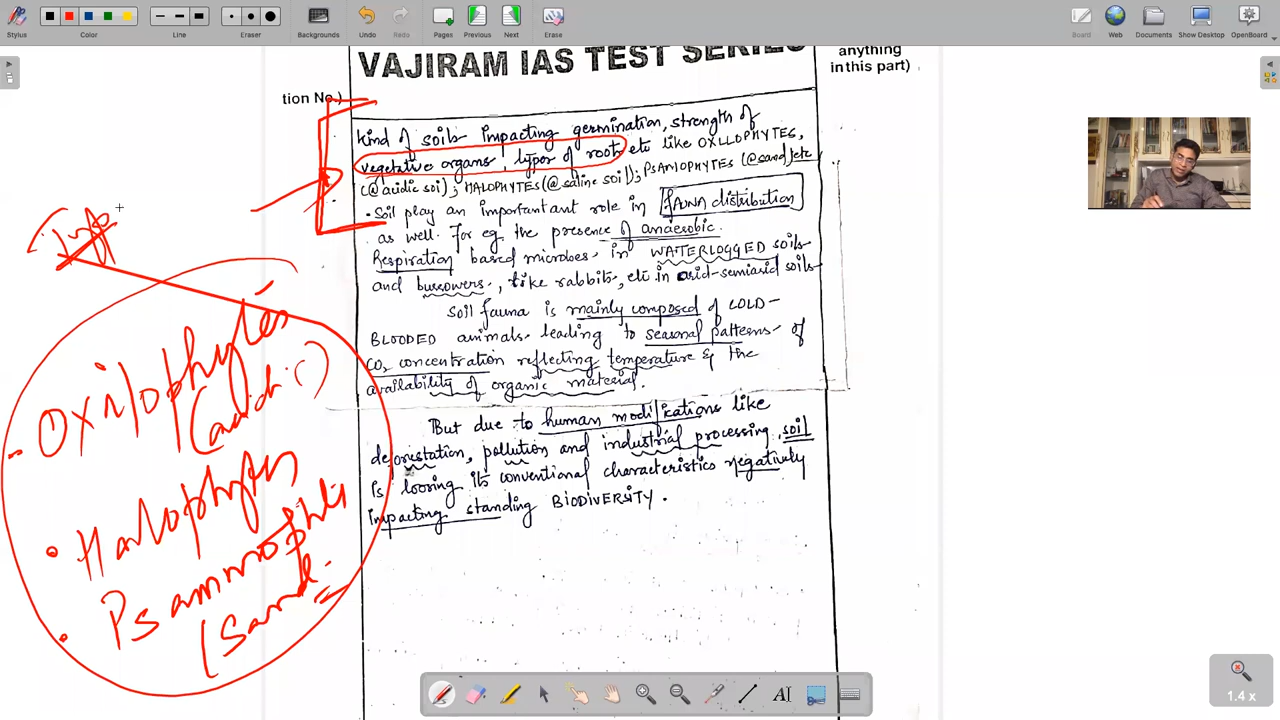 Stylus
Color
Line
Eraser
Backgrounds
Undo
Redo
Pages
Previous
Next
Erase
Board
Web
Documents
Show Desktop
OpenBoard
VAJIRAM IAS TEST SERIES
anything
in this part)
tion No.)
kind of soils impacting germination, strength of
vegetative organs, types of roots etc like OXILOPHYTES,
(@ acidic soil); HALOPHYTES (@ saline soil); PSAMOPHYTES (@ sand) etc
• Soil play an importantant role in FAUNA distribution
as well. For eg. the presence of anaerobic
Respiration based microbes in WATERLOGGED soils
and burrowers, like rabbits, etc. in arid-semiarid soils
Soil fauna is mainly composed of COLD-
BLOODED animals leading to seasonal patterns of
CO₂ concentration reflecting temperature & the
availability of organic material.
But due to human modifications like
deforestation, pollution and industrial processing, soil
is loosing its conventional characteristics negatively
impacting standing BIODIVERSITY.
Type
- Oxilophytes
(acidic)
• Halophytes
• Psammophiles
(Sand
1.4 x